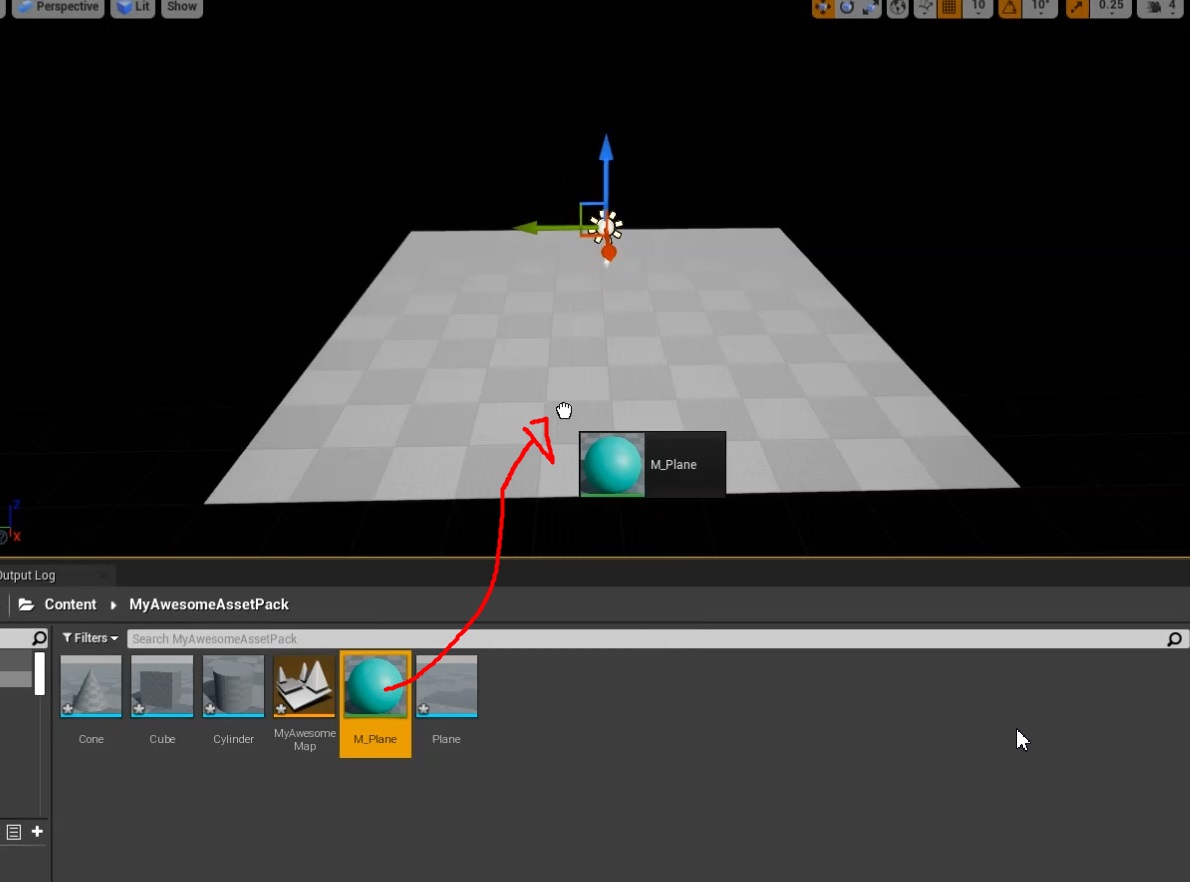 Perspective Lit Show 10 10° 0.25 4
M_Plane
Z
X
Output Log
Content MyAwesomeAssetPack
Filters Search MyAwesomeAssetPack
Cone Cube Cylinder MyAwesome Map M_Plane Plane